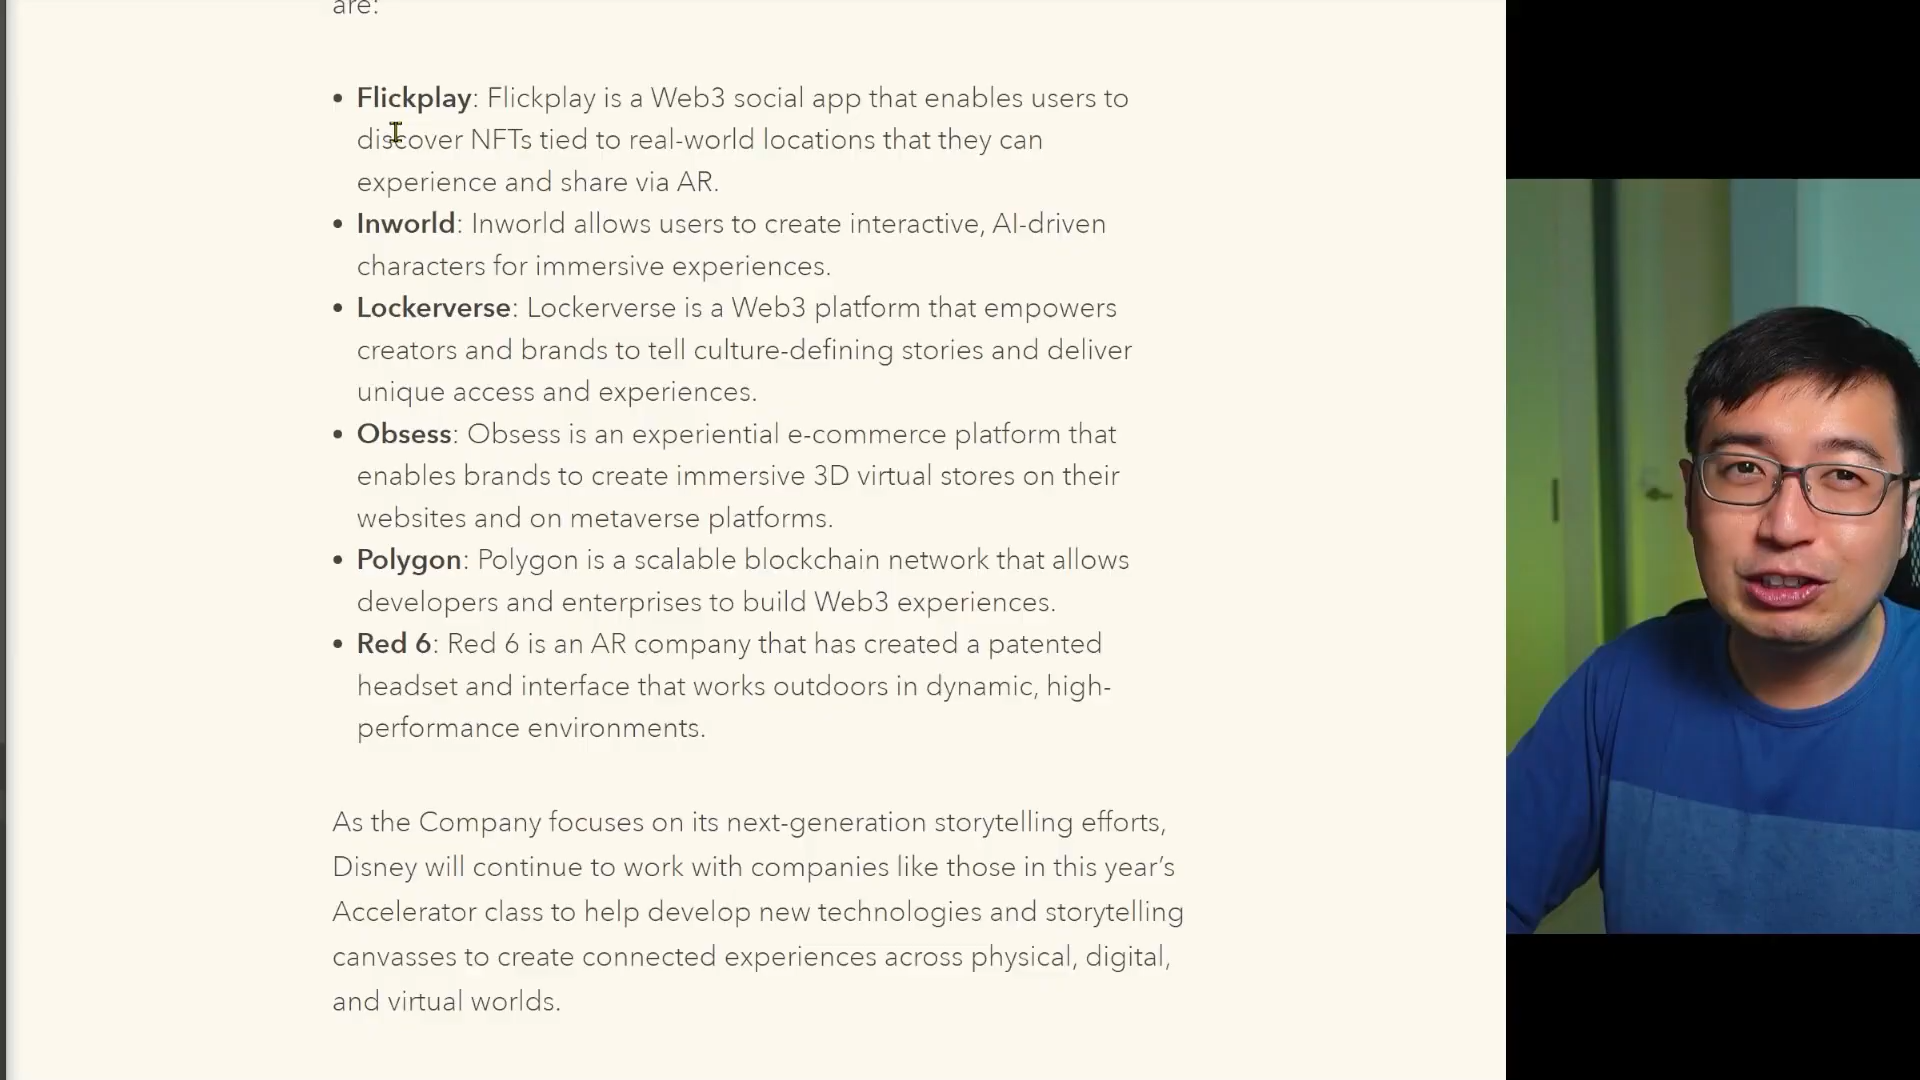 are:
• Flickplay: Flickplay is a Web3 social app that enables users to
discover NFTs tied to real-world locations that they can
experience and share via AR.
• Inworld: Inworld allows users to create interactive, AI-driven
characters for immersive experiences.
• Lockerverse: Lockerverse is a Web3 platform that empowers
creators and brands to tell culture-defining stories and deliver
unique access and experiences.
• Obsess: Obsess is an experiential e-commerce platform that
enables brands to create immersive 3D virtual stores on their
websites and on metaverse platforms.
• Polygon: Polygon is a scalable blockchain network that allows
developers and enterprises to build Web3 experiences.
• Red 6: Red 6 is an AR company that has created a patented
headset and interface that works outdoors in dynamic, high-
performance environments.
As the Company focuses on its next-generation storytelling efforts,
Disney will continue to work with companies like those in this year’s
Accelerator class to help develop new technologies and storytelling
canvasses to create connected experiences across physical, digital,
and virtual worlds.